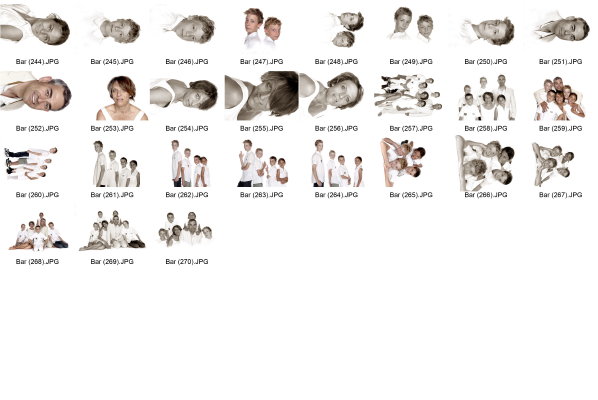 Bar (244).JPG
Bar (245).JPG
Bar (246).JPG
Bar (247).JPG
Bar (248).JPG
Bar (249).JPG
Bar (250).JPG
Bar (251).JPG
Bar (252).JPG
Bar (253).JPG
Bar (254).JPG
Bar (255).JPG
Bar (256).JPG
Bar (257).JPG
Bar (258).JPG
Bar (259).JPG
Bar (260).JPG
Bar (261).JPG
Bar (262).JPG
Bar (263).JPG
Bar (264).JPG
Bar (265).JPG
Bar (266).JPG
Bar (267).JPG
Bar (268).JPG
Bar (269).JPG
Bar (270).JPG